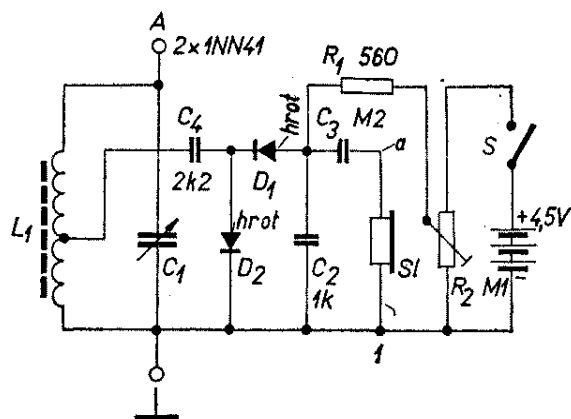 A
2×1NN41
R1 560
hrot
C4
C3 M2
a
S
2k2
D1
+4,5V
L1
hrot
C1
D2
C2
1k
Sl
R2
M1
-
1